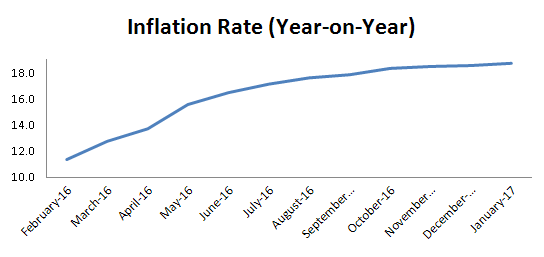 Inflation Rate (Year-on-Year)
18.0
16.0
14.0
12.0
10.0
February-16
March-16
April-16
May-16
June-16
July-16
August-16
September...
October-16
November...
December-...
January-17